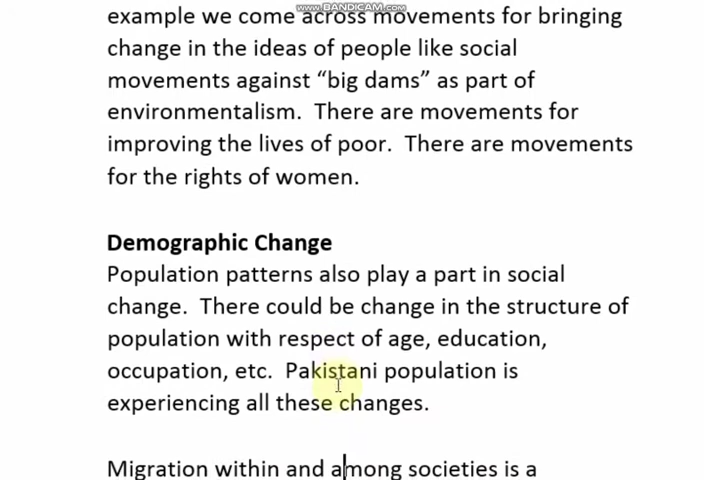 www.BANDICAM.com
example we come across movements for bringing
change in the ideas of people like social
movements against “big dams” as part of
environmentalism.  There are movements for
improving the lives of poor.  There are movements
for the rights of women.
Demographic Change
Population patterns also play a part in social
change.  There could be change in the structure of
population with respect of age, education,
occupation, etc.  Pakistani population is
experiencing all these changes.
Migration within and among societies is a